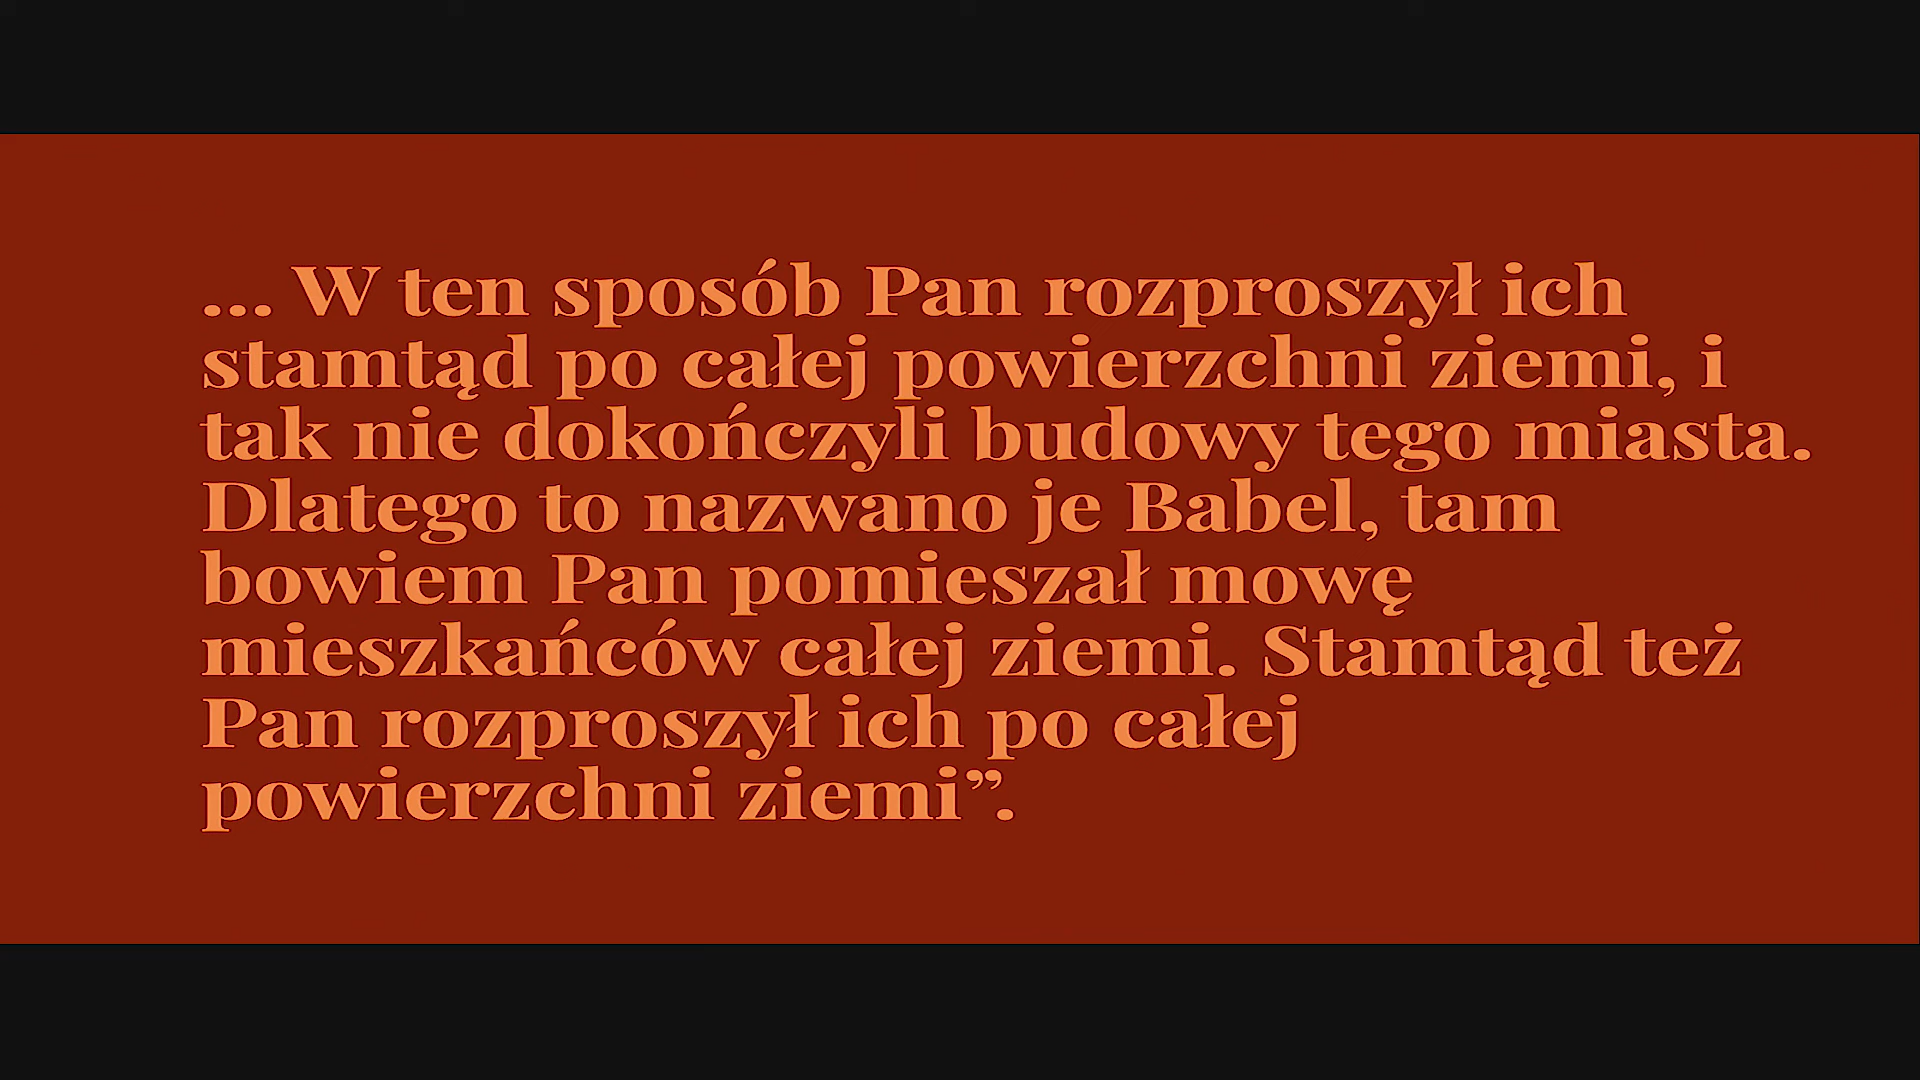 ... W ten sposób Pan rozproszył ich
stamtąd po całej powierzchni ziemi, i
tak nie dokończyli budowy tego miasta.
Dlatego to nazwano je Babel, tam
bowiem Pan pomieszał mowę
mieszkańców całej ziemi. Stamtąd też
Pan rozproszył ich po całej
powierzchni ziemi”.